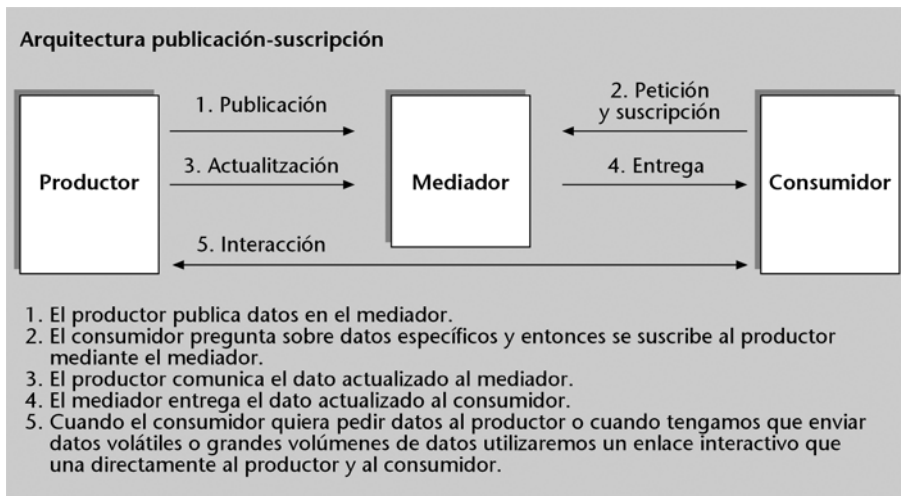 Arquitectura publicación-suscripción
1. Publicación
2. Petición
y suscripción
3. Actualitzación
4. Entrega
Productor
Mediador
Consumidor
5. Interacción
1. El productor publica datos en el mediador.
2. El consumidor pregunta sobre datos específicos y entonces se suscribe al productor
mediante el mediador.
3. El productor comunica el dato actualizado al mediador.
4. El mediador entrega el dato actualizado al consumidor.
5. Cuando el consumidor quiera pedir datos al productor o cuando tengamos que enviar
datos volátiles o grandes volúmenes de datos utilizaremos un enlace interactivo que
una directamente al productor y al consumidor.